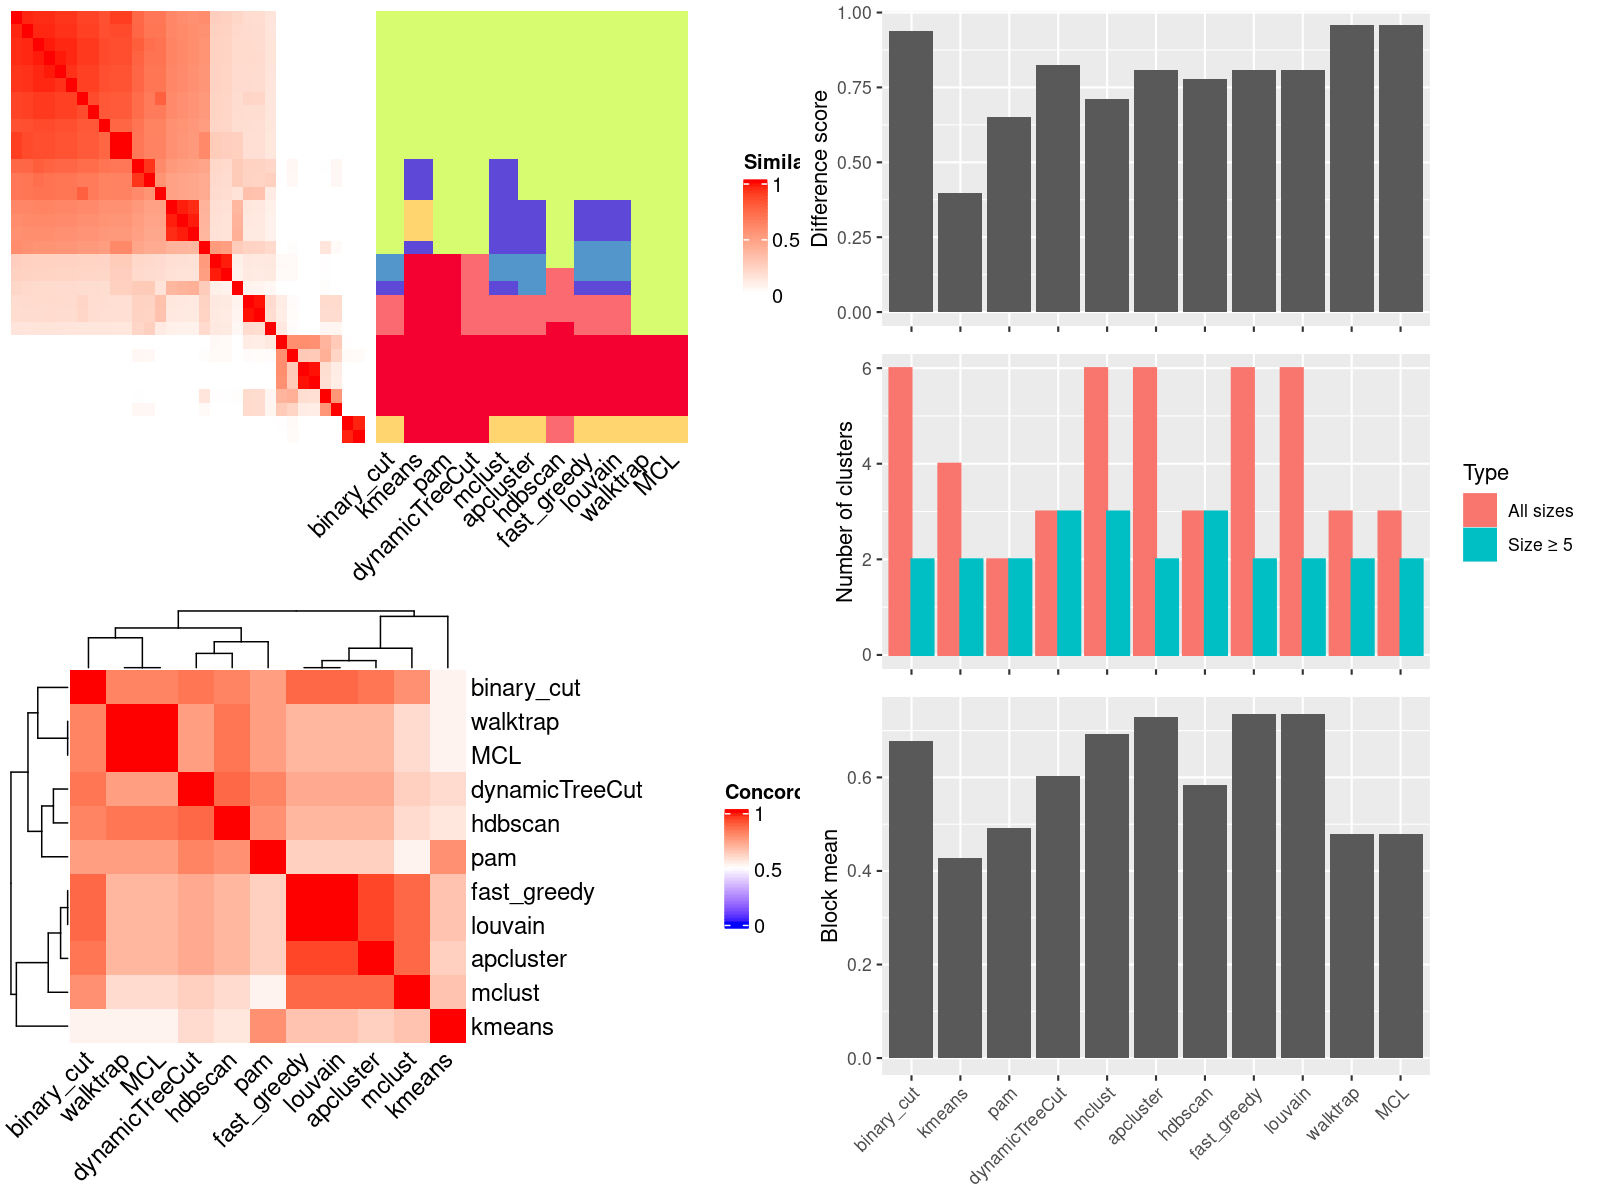 Simila
1
0.5
0
binary_cut
kmeans
pam
dynamicTreeCut
mclust
apcluster
hdbscan
fast_greedy
louvain
walktrap
MCL
binary_cut
walktrap
MCL
dynamicTreeCut
hdbscan
pam
fast_greedy
louvain
apcluster
mclust
kmeans
Concord
1
0.5
0
binary_cut
walktrap
MCL
dynamicTreeCut
hdbscan
pam
fast_greedy
louvain
apcluster
mclust
kmeans
Difference score
1.00
0.75
0.50
0.25
0.00
Number of clusters
6
4
2
0
Type
All sizes
Size ≥ 5
Block mean
0.6
0.4
0.2
0.0
binary_cut
kmeans
pam
dynamicTreeCut
mclust
apcluster
hdbscan
fast_greedy
louvain
walktrap
MCL